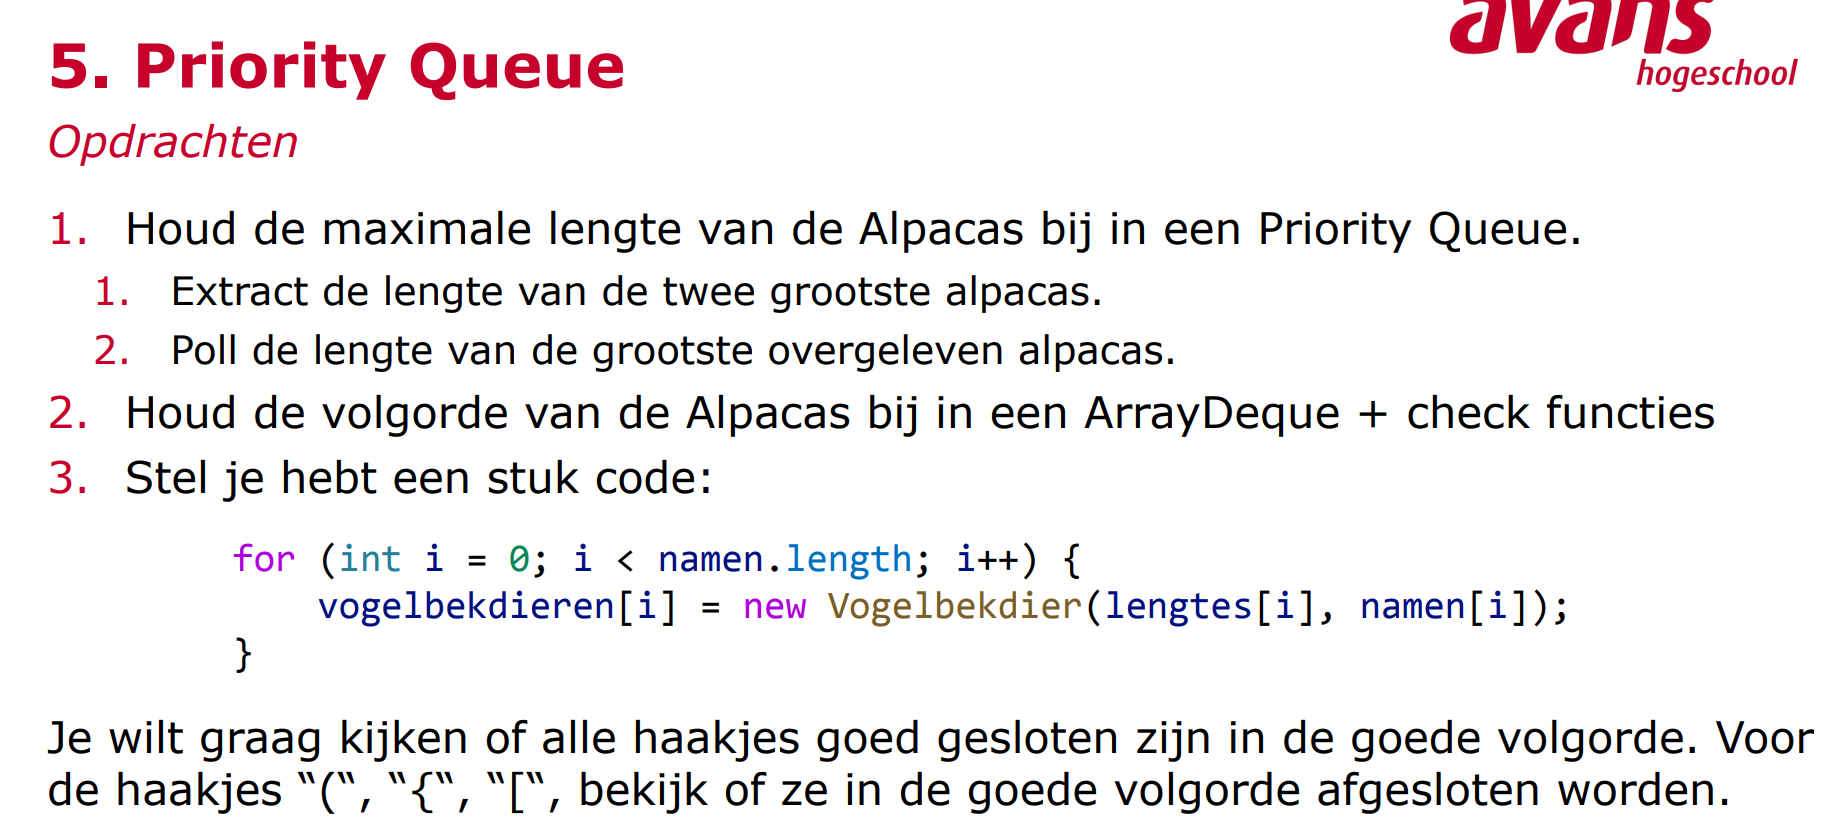 avans
hogeschool
5. Priority Queue
Opdrachten
1. Houd de maximale lengte van de Alpacas bij in een Priority Queue.
1. Extract de lengte van de twee grootste alpacas.
2. Poll de lengte van de grootste overgeleven alpacas.
2. Houd de volgorde van de Alpacas bij in een ArrayDeque + check functies
3. Stel je hebt een stuk code:
for (int i = 0; i < namen.length; i++) {
    vogelbekdieren[i] = new Vogelbekdier(lengtes[i], namen[i]);
}
Je wilt graag kijken of alle haakjes goed gesloten zijn in de goede volgorde. Voor
de haakjes “(“, “{“, “[“, bekijk of ze in de goede volgorde afgesloten worden.